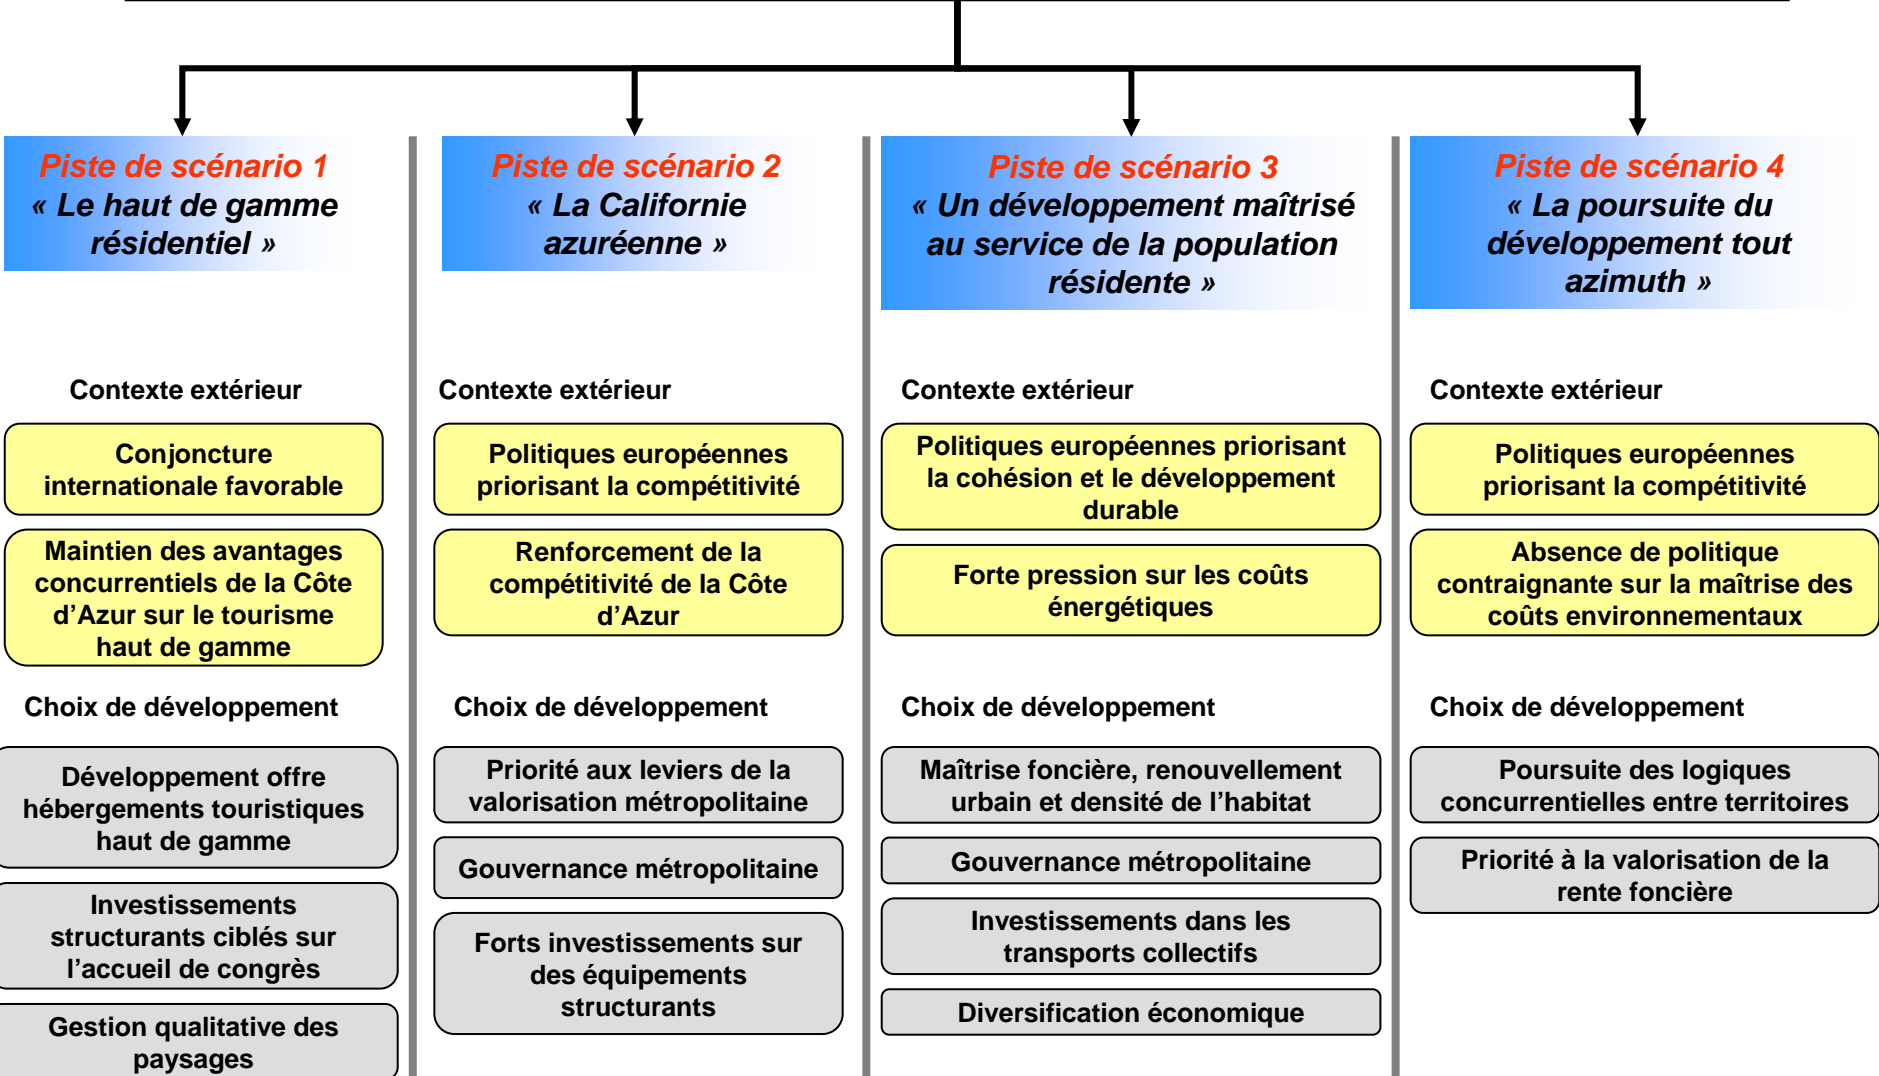 Piste de scénario 1
« Le haut de gamme
résidentiel »
Contexte extérieur
Conjoncture
internationale favorable
Maintien des avantages
concurrentiels de la Côte
d’Azur sur le tourisme
haut de gamme
Choix de développement
Développement offre
hébergements touristiques
haut de gamme
Investissements
structurants ciblés sur
l’accueil de congrès
Gestion qualitative des
paysages
Piste de scénario 2
« La Californie
azuréenne »
Contexte extérieur
Politiques européennes
priorisant la compétitivité
Renforcement de la
compétitivité de la Côte
d’Azur
Choix de développement
Priorité aux leviers de la
valorisation métropolitaine
Gouvernance métropolitaine
Forts investissements sur
des équipements
structurants
Piste de scénario 3
« Un développement maîtrisé
au service de la population
résidente »
Contexte extérieur
Politiques européennes priorisant
la cohésion et le développement
durable
Forte pression sur les coûts
énergétiques
Choix de développement
Maîtrise foncière, renouvellement
urbain et densité de l’habitat
Gouvernance métropolitaine
Investissements dans les
transports collectifs
Diversification économique
Piste de scénario 4
« La poursuite du
développement tout
azimuth »
Contexte extérieur
Politiques européennes
priorisant la compétitivité
Absence de politique
contraignante sur la maîtrise des
coûts environnementaux
Choix de développement
Poursuite des logiques
concurrentielles entre territoires
Priorité à la valorisation de la
rente foncière